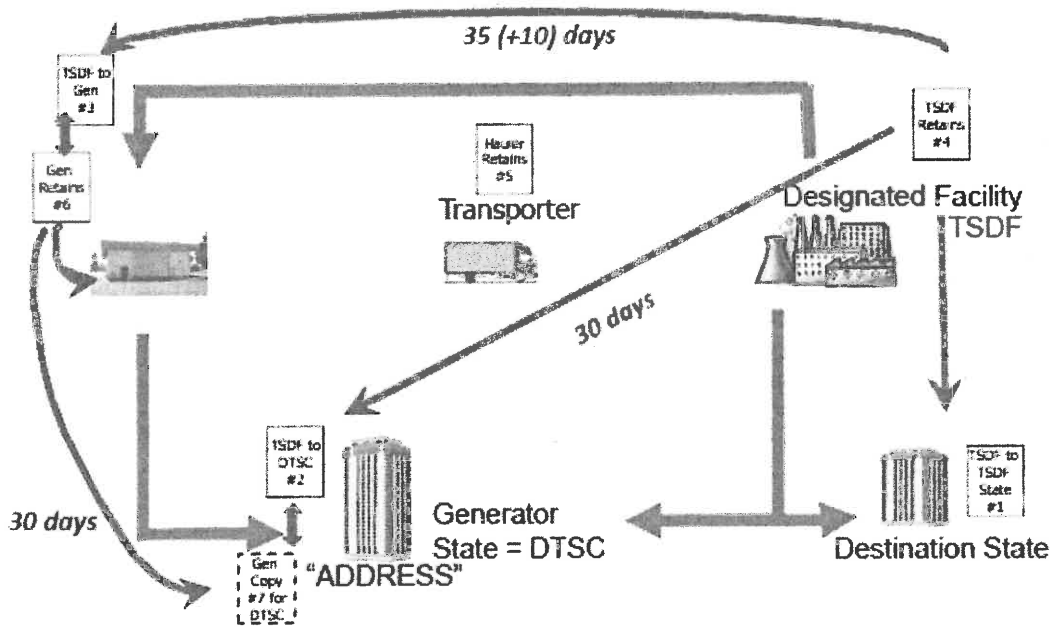 35 (+10) days
TSDF to
Gen
#3
TSDF
Retains
#4
Gen
Retains
#6
Hauler
Retains
#5
Transporter
Designated Facility
TSDF
30 days
TSDF to
DTSC
#2
TSDF to
TSDF
State
#1
30 days
Generator
State = DTSC
Destination State
Gen
Copy
#7 for
DTSC
"ADDRESS"